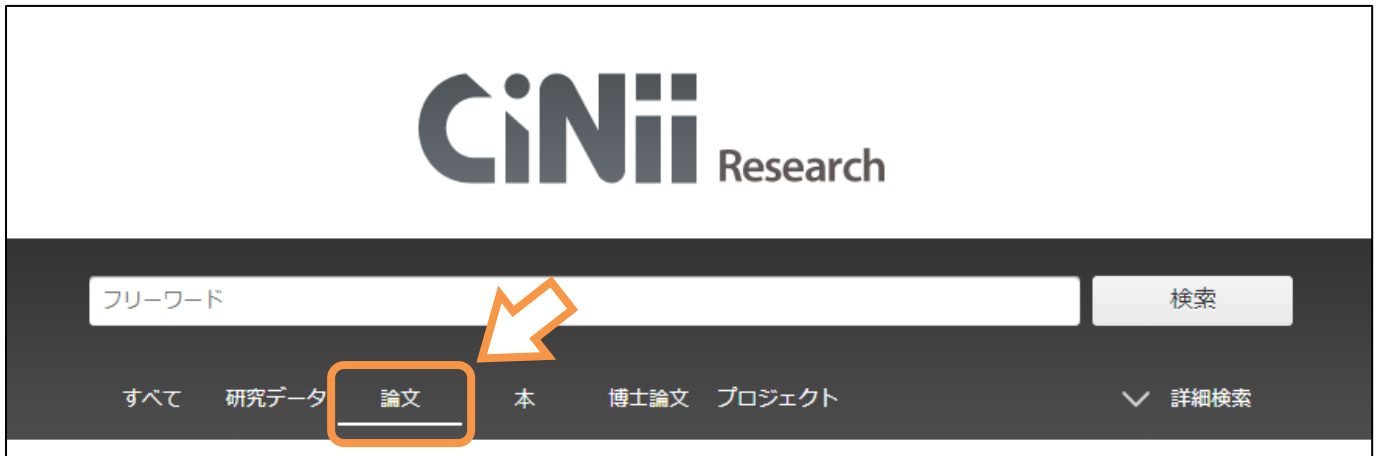 CiNii Research
フリーワード 検索
すべて 研究データ 論文 本 博士論文 プロジェクト 詳細検索